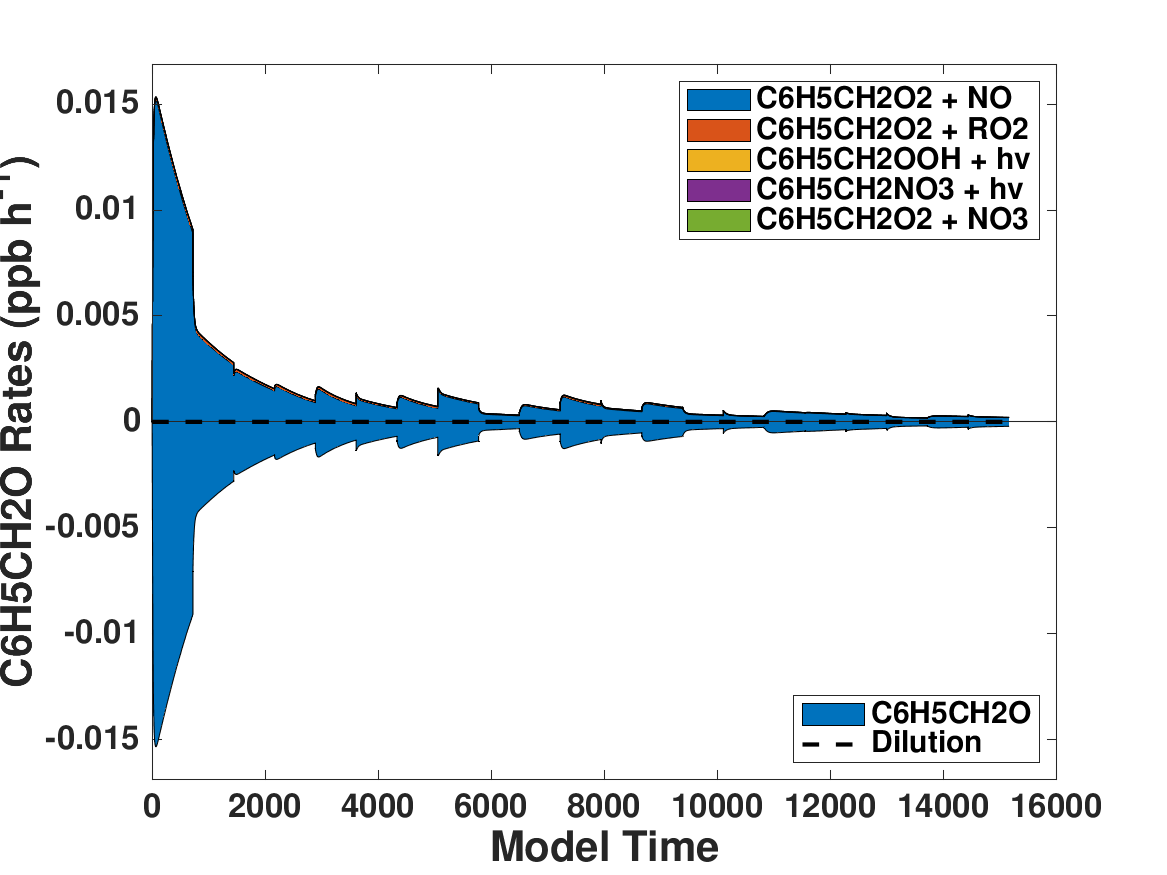 C6H5CH2O Rates (ppb h-1)
0.015
0.01
0.005
0
-0.005
-0.01
-0.015
C6H5CH2O2 + NO
C6H5CH2O2 + RO2
C6H5CH2OOH + hv
C6H5CH2NO3 + hv
C6H5CH2O2 + NO3
C6H5CH2O
Dilution
0 2000 4000 6000 8000 10000 12000 14000 16000
Model Time